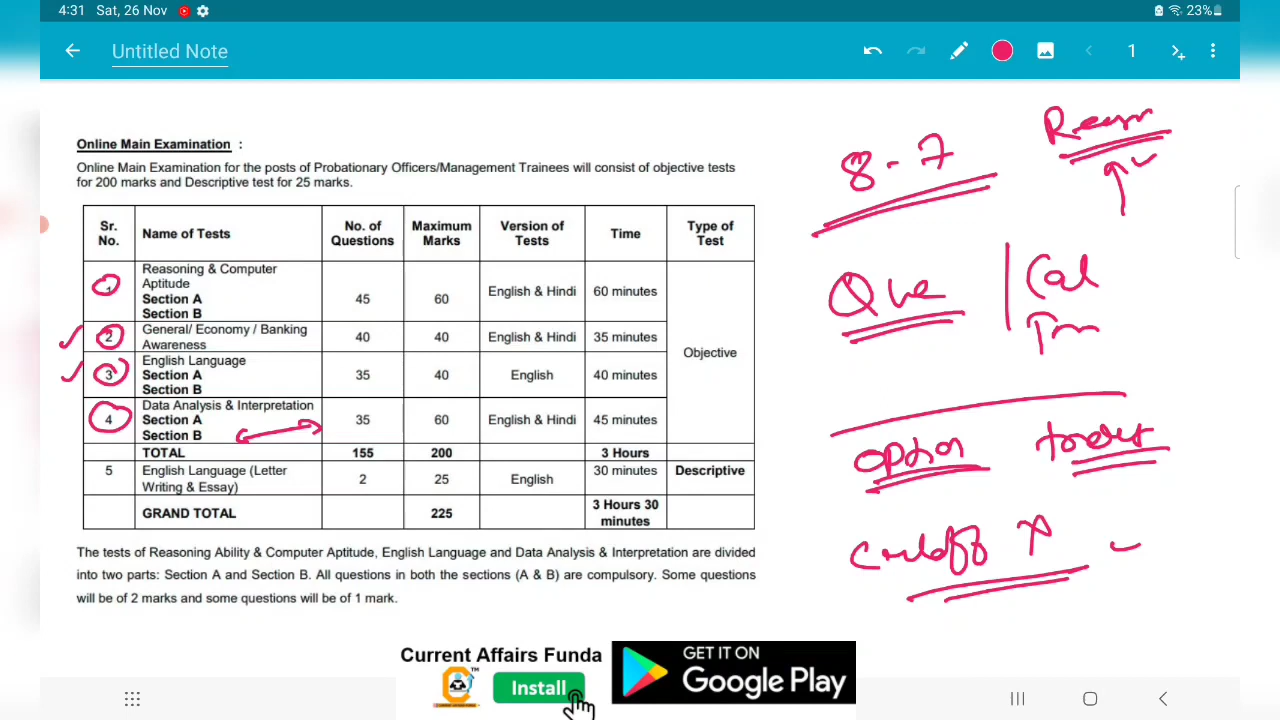 4:31 Sat, 26 Nov
23%
Untitled Note
1
Online Main Examination :
Online Main Examination for the posts of Probationary Officers/Management Trainees will consist of objective tests
for 200 marks and Descriptive test for 25 marks.
Sr. No. Name of Tests No. of Questions Maximum Marks Version of Tests Time Type of Test
1 Reasoning & Computer Aptitude Section A Section B 45 60 English & Hindi 60 minutes Objective
2 General/ Economy / Banking Awareness 40 40 English & Hindi 35 minutes
3 English Language Section A Section B 35 40 English 40 minutes
4 Data Analysis & Interpretation Section A Section B 35 60 English & Hindi 45 minutes
TOTAL 155 200 3 Hours
5 English Language (Letter Writing & Essay) 2 25 English 30 minutes Descriptive
GRAND TOTAL 225 3 Hours 30 minutes
The tests of Reasoning Ability & Computer Aptitude, English Language and Data Analysis & Interpretation are divided
into two parts: Section A and Section B. All questions in both the sections (A & B) are compulsory. Some questions
will be of 2 marks and some questions will be of 1 mark.
8-7
Que
Cal
option
Current Affairs Funda
Install
GET IT ON
Google Play